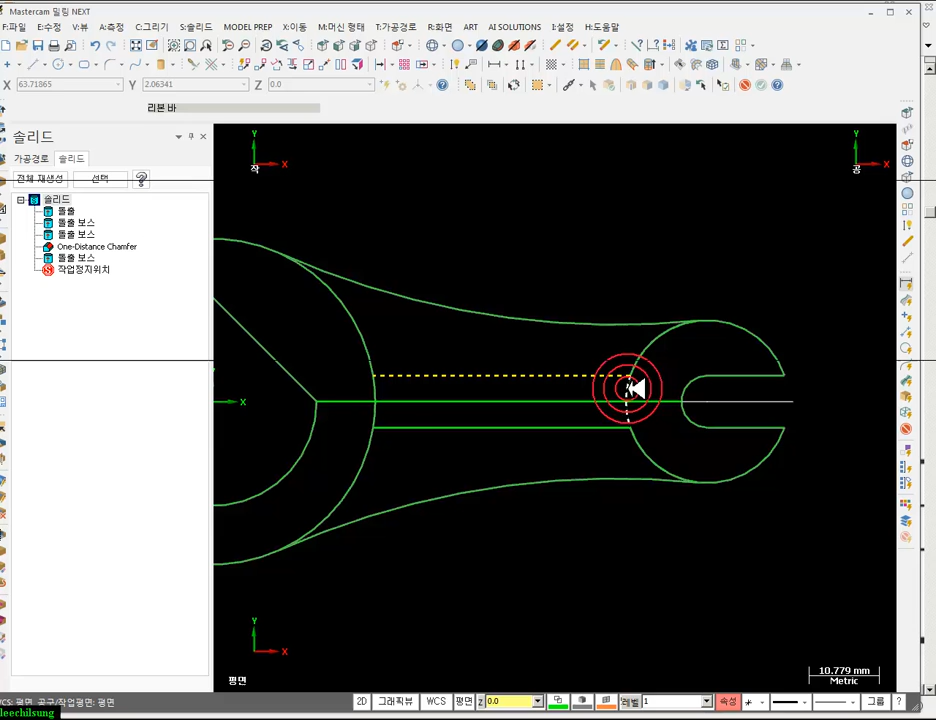 Mastercam 밀링 NEXT
F:파일 E:수정 V:뷰 A:측정 C:그리기 S:솔리드 MODEL PREP X:이동 M:머신 형태 T:가공경로 R:화면 ART AI SOLUTIONS I:설정 H:도움말
X 63.71865 Y 2.06341 Z 0.0
리본 바
솔리드
가공경로 솔리드
전체 재생성 선택
솔리드
돌출
돌출 보스
돌출 보스
One-Distance Chamfer
돌출 보스
작업정지위치
Y
X
작
Y
X
공
X
Y
X
평면
10.779 mm
Metric
WCS: 평면 공구/작업평면: 평면
2D 그래픽뷰 WCS 평면 Z 0.0 레벨 1 속성 그룹 ?
leechilsung